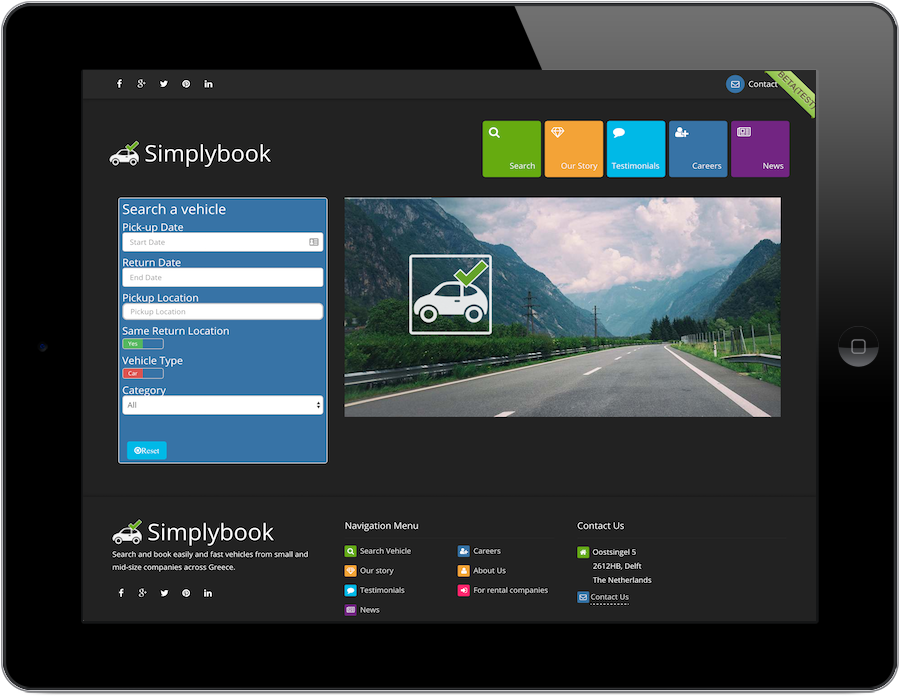 Contact
BETA(TEST)
Simplybook
Search
Our Story
Testimonials
Careers
News
Search a vehicle
Pick-up Date
Start Date
Return Date
End Date
Pickup Location
Pickup Location
Same Return Location
Yes
Vehicle Type
Car
Category
All
Reset
Simplybook
Search and book easily and fast vehicles from small and
mid-size companies across Greece.
Navigation Menu
Search Vehicle
Our story
Testimonials
News
Careers
About Us
For rental companies
Contact Us
Oostsingel 5
2612HB, Delft
The Netherlands
Contact Us